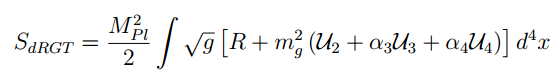 S_{dRGT} = \frac{M_{Pl}^2}{2} \int \sqrt{g} \left[ R + m_g^2 \left( \mathcal{U}_2 + \alpha_3 \mathcal{U}_3 + \alpha_4 \mathcal{U}_4 \right) \right] d^4x